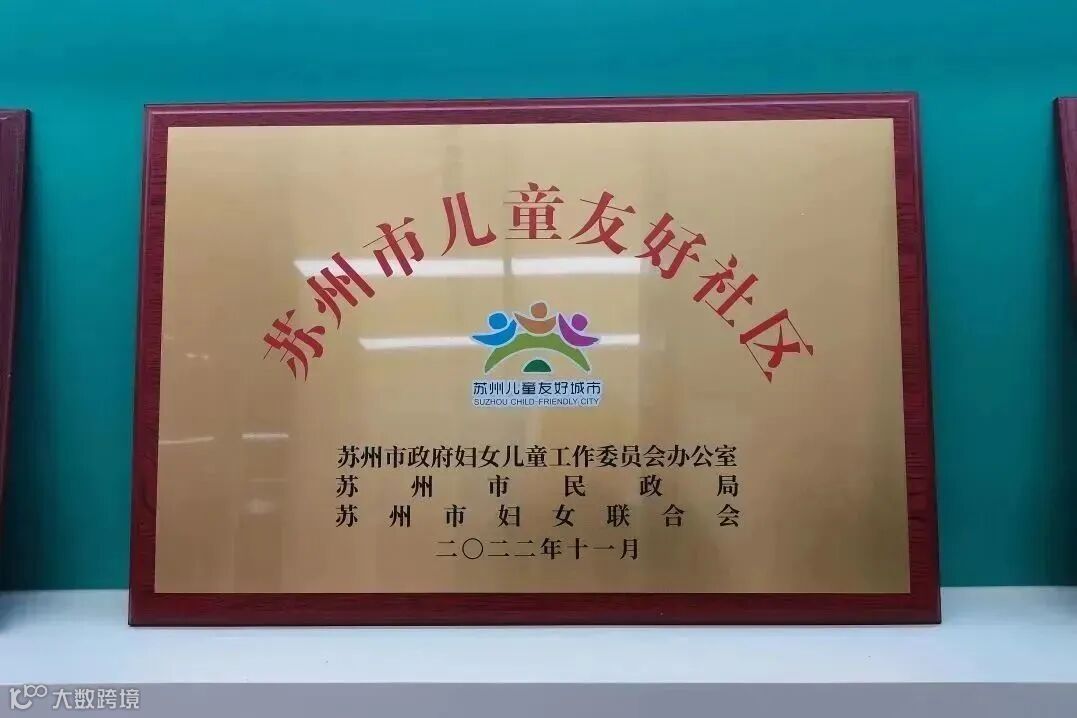 苏州市儿童友好社区
苏州儿童友好城市
SUZHOU CHILD-FRIENDLY CITY
苏州市政府妇女儿童工作委员会办公室
苏州市民政局
苏州市妇女联合会
二〇二二年十一月
大数跨境